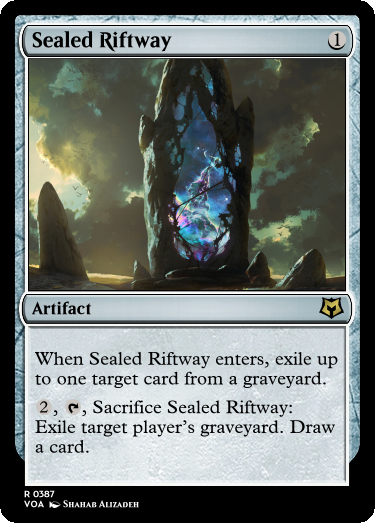 Sealed Riftway 1
Artifact
When Sealed Riftway enters, exile up
to one target card from a graveyard.
2, , Sacrifice Sealed Riftway:
Exile target player's graveyard. Draw
a card.
R 0387
VOA Shahab Alizadeh